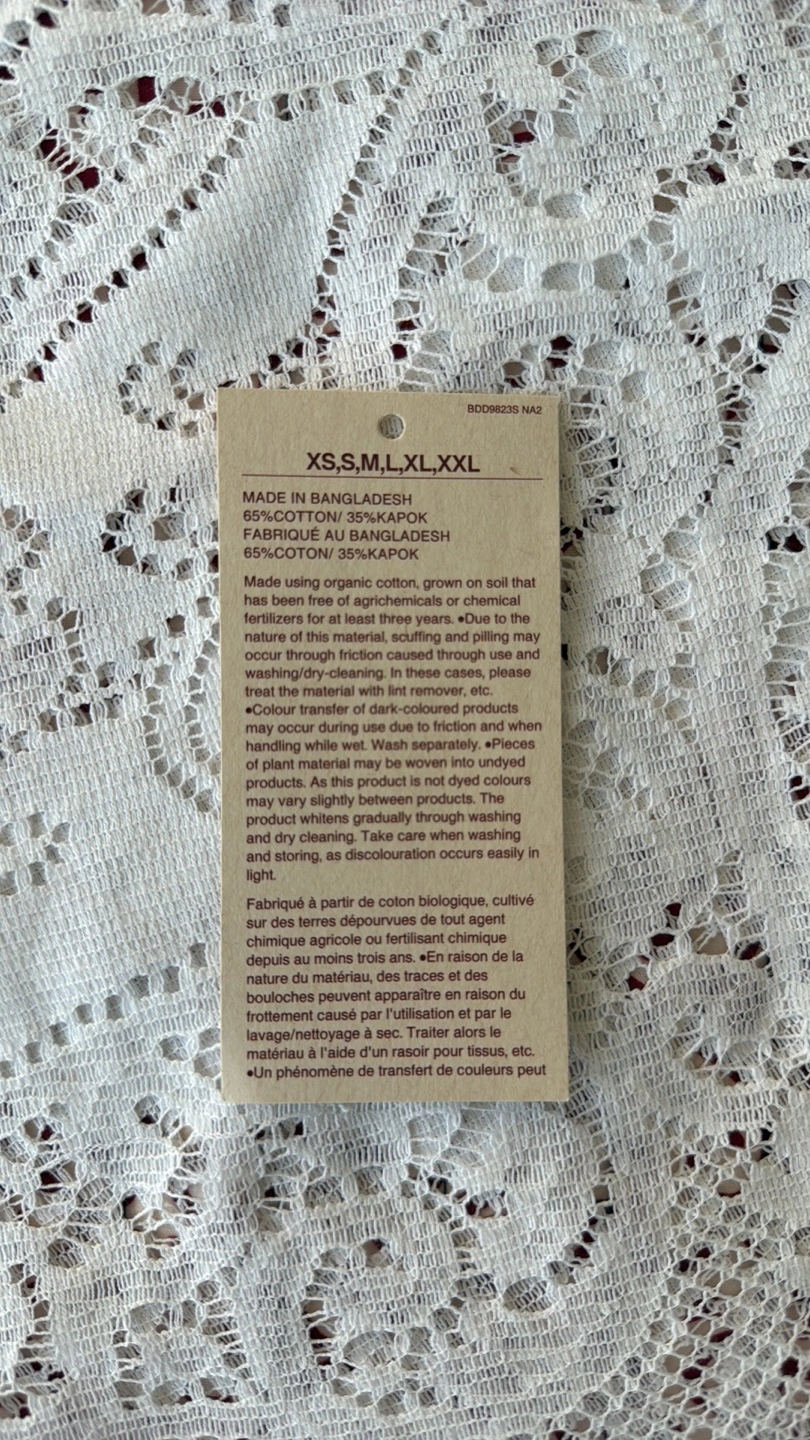 BDD9823S NA2
XS,S,M,L,XL,XXL
MADE IN BANGLADESH
65%COTTON/ 35%KAPOK
FABRIQUÉ AU BANGLADESH
65%COTON/ 35%KAPOK
Made using organic cotton, grown on soil that
has been free of agrichemicals or chemical
fertilizers for at least three years. ●Due to the
nature of this material, scuffing and pilling may
occur through friction caused through use and
washing/dry-cleaning. In these cases, please
treat the material with lint remover, etc.
●Colour transfer of dark-coloured products
may occur during use due to friction and when
handling while wet. Wash separately. ●Pieces
of plant material may be woven into undyed
products. As this product is not dyed colours
may vary slightly between products. The
product whitens gradually through washing
and dry cleaning. Take care when washing
and storing, as discolouration occurs easily in
light.
Fabriqué à partir de coton biologique, cultivé
sur des terres dépourvues de tout agent
chimique agricole ou fertilisant chimique
depuis au moins trois ans. ●En raison de la
nature du matériau, des traces et des
bouloches peuvent apparaître en raison du
frottement causé par l'utilisation et par le
lavage/nettoyage à sec. Traiter alors le
matériau à l'aide d'un rasoir pour tissus, etc.
●Un phénomène de transfert de couleurs peut